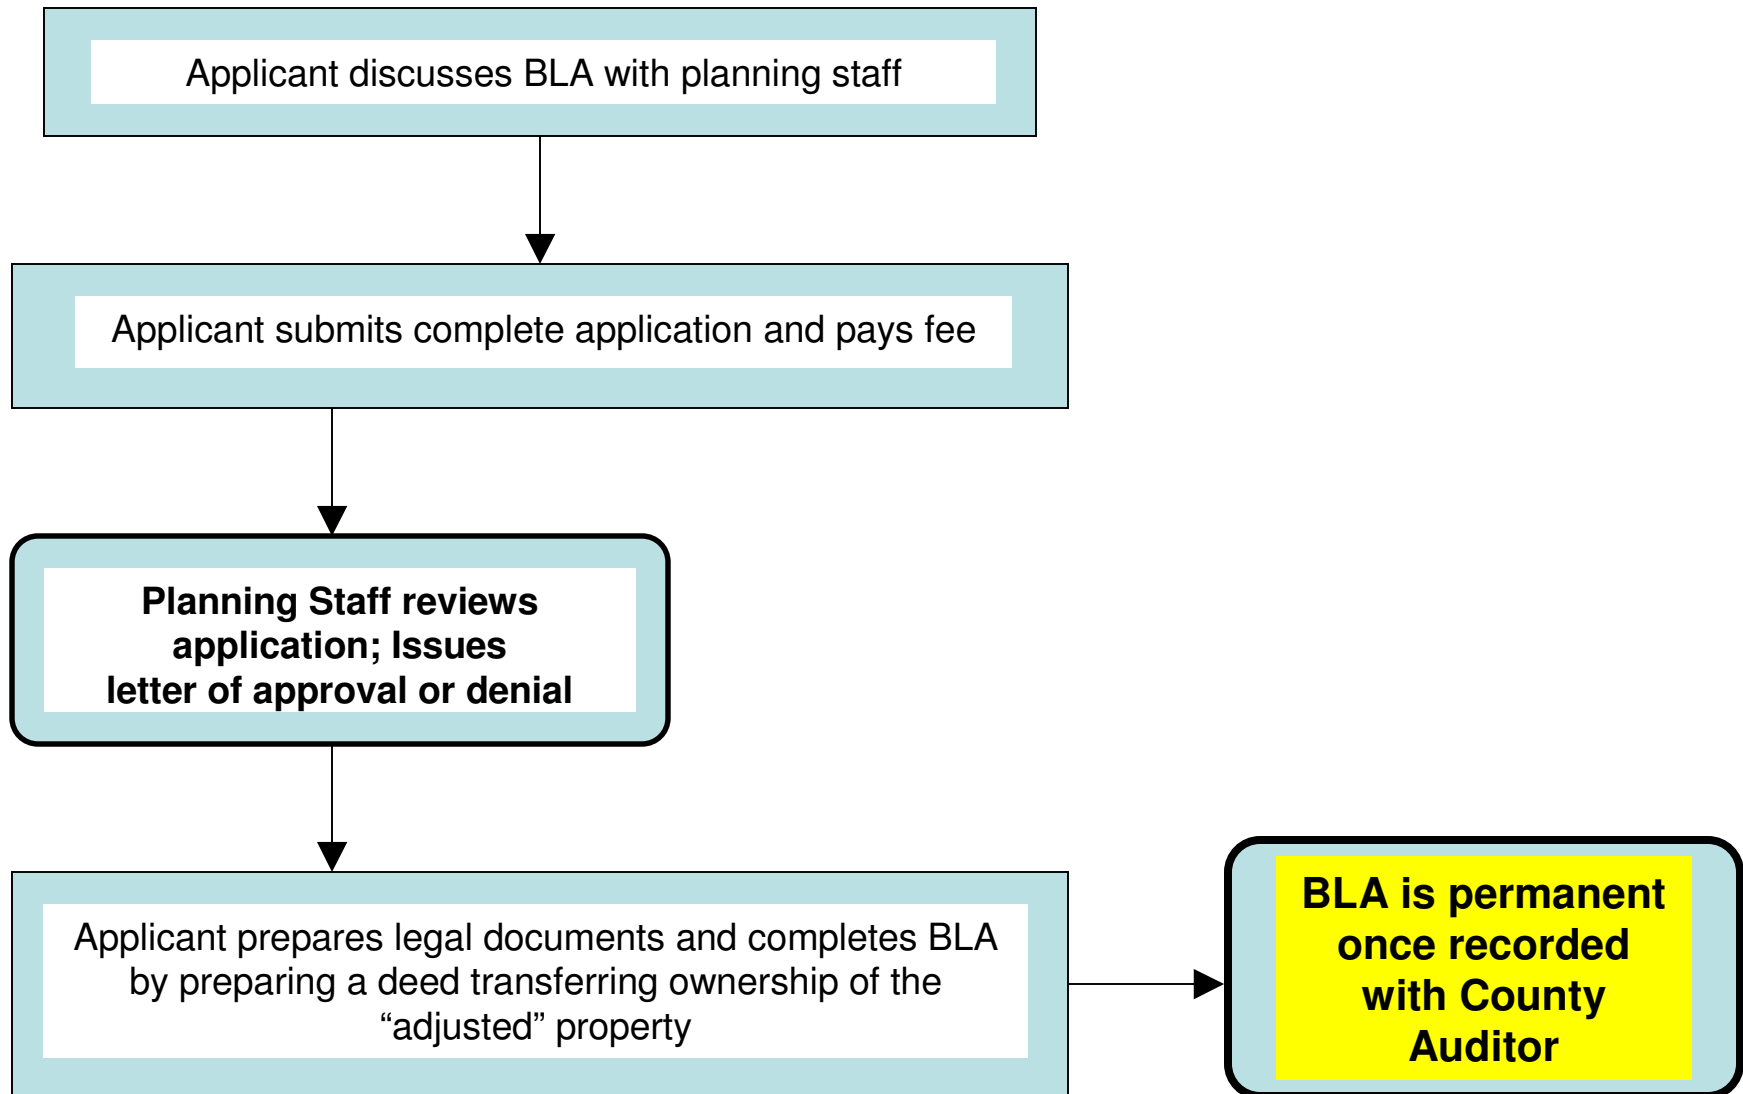 Applicant discusses BLA with planning staff
Applicant submits complete application and pays fee
Planning Staff reviews
application; Issues
letter of approval or denial
Applicant prepares legal documents and completes BLA
by preparing a deed transferring ownership of the
“adjusted” property
BLA is permanent
once recorded
with County
Auditor